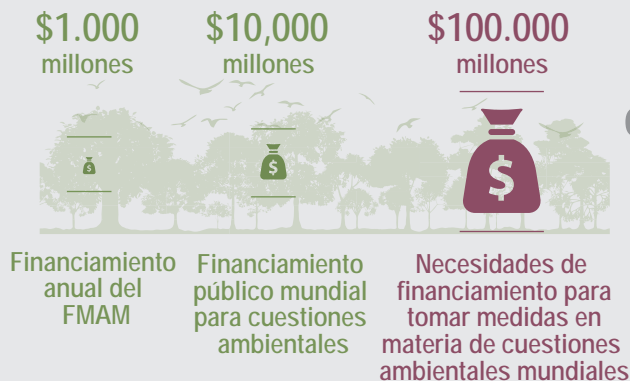 $1.000
millones
$10,000
millones
$100.000
millones
$
$
$
Financiamiento
anual del
FMAM
Financiamiento
público mundial
para cuestiones
ambientales
Necesidades de
financiamiento para
tomar medidas en
materia de cuestiones
ambientales mundiales